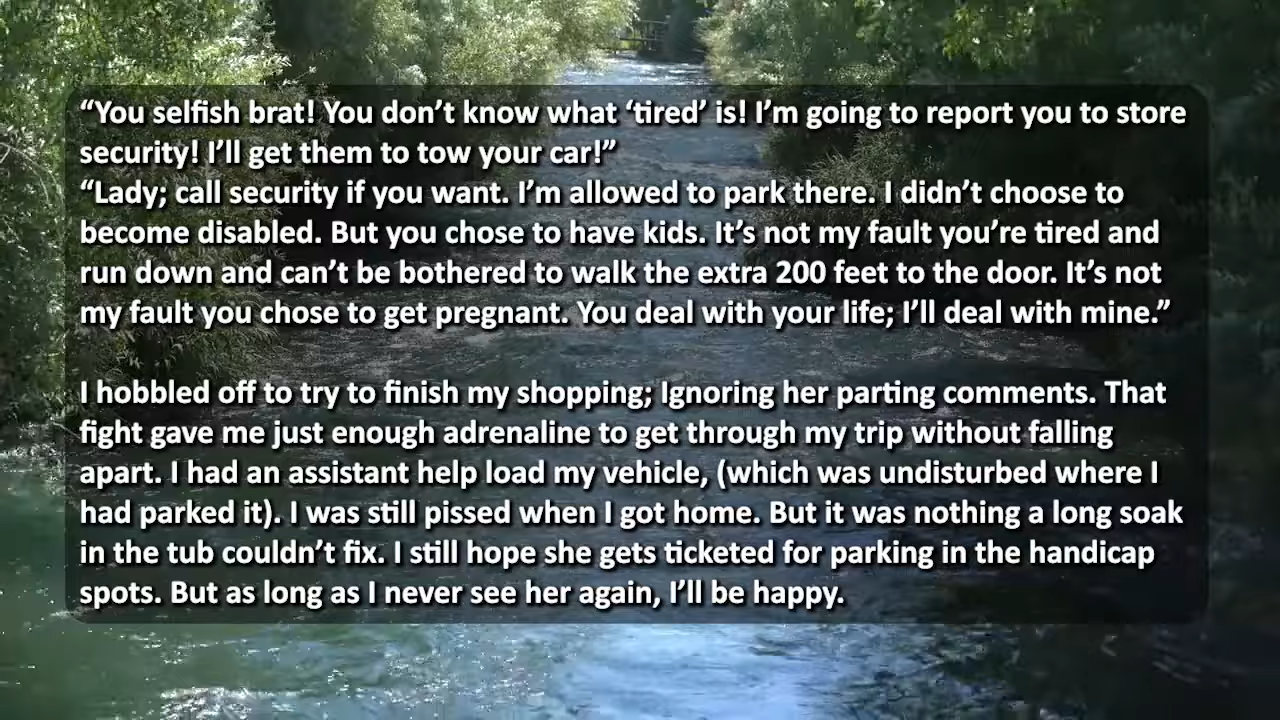 “You selfish brat! You don’t know what ‘tired’ is! I’m going to report you to store
security! I’ll get them to tow your car!”
“Lady; call security if you want. I’m allowed to park there. I didn’t choose to
become disabled. But you chose to have kids. It’s not my fault you’re tired and
run down and can’t be bothered to walk the extra 200 feet to the door. It’s not
my fault you chose to get pregnant. You deal with your life; I’ll deal with mine.”
I hobbled off to try to finish my shopping; Ignoring her parting comments. That
fight gave me just enough adrenaline to get through my trip without falling
apart. I had an assistant help load my vehicle, (which was undisturbed where I
had parked it). I was still pissed when I got home. But it was nothing a long soak
in the tub couldn’t fix. I still hope she gets ticketed for parking in the handicap
spots. But as long as I never see her again, I’ll be happy.